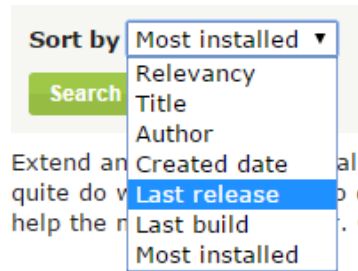 Sort by Most installed ▼
Relevancy
Search
Title
Author
Created date
Extend an
al
Last release
quite do
Last build
help the
Most installed